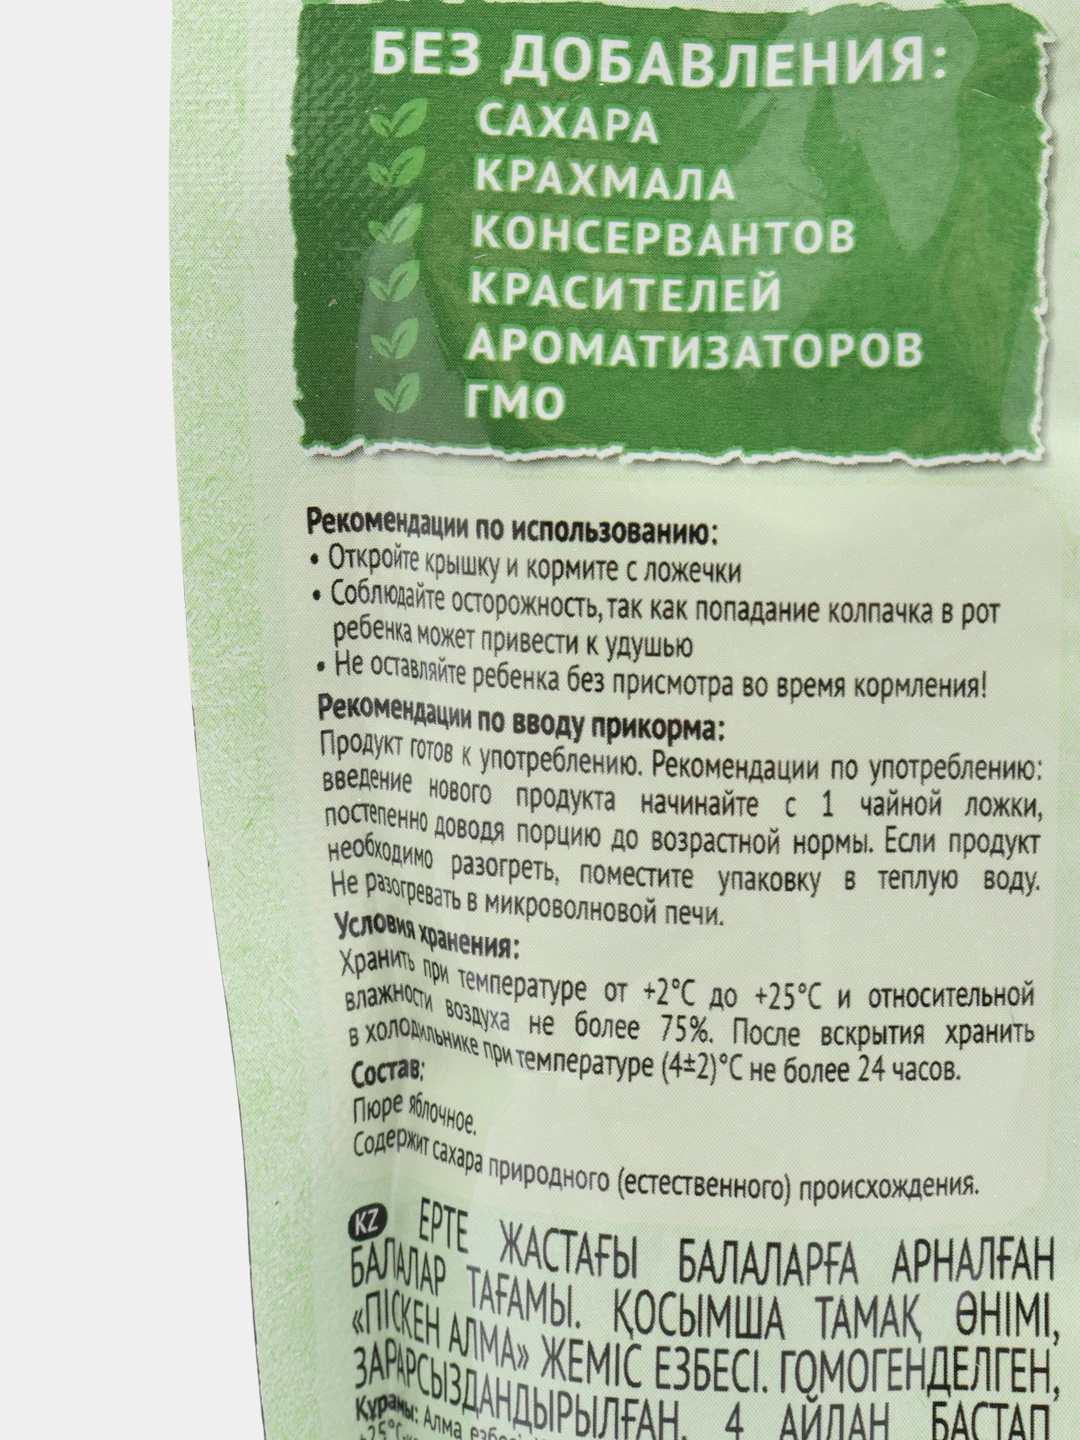 БЕЗ ДОБАВЛЕНИЯ:
САХАРА
КРАХМАЛА
КОНСЕРВАНТОВ
КРАСИТЕЛЕЙ
АРОМАТИЗАТОРОВ
ГМО
Рекомендации по использованию:
• Откройте крышку и кормите с ложечки
• Соблюдайте осторожность, так как попадание колпачка в рот
ребенка может привести к удушью
• Не оставляйте ребенка без присмотра во время кормления!
Рекомендации по вводу прикорма:
Продукт готов к употреблению. Рекомендации по употреблению:
введение нового продукта начинайте с 1 чайной ложки,
постепенно доводя порцию до возрастной нормы. Если продукт
необходимо разогреть, поместите упаковку в теплую воду.
Не разогревать в микроволновой печи.
Условия хранения:
Хранить при температуре от +2°С до +25°С и относительной
влажности воздуха не более 75%. После вскрытия хранить
в холодильнике при температуре (4±2)°С не более 24 часов.
Состав:
Пюре яблочное.
Содержит сахара природного (естественного) происхождения.
KZ ЕРТЕ ЖАСТАҒЫ БАЛАЛАРҒА АРНАЛҒАН
БАЛАЛАР ТАҒАМЫ. ҚОСЫМША ТАМАҚ ӨНІМІ,
«ПІСКЕН АЛМА» ЖЕМІС ЕЗБЕСІ. ГОМОГЕНДЕЛГЕН,
ЗАРАРСЫЗДАНДЫРЫЛҒАН. 4 АЙДАН БАСТАП
Құрамы: Алма езбесі.
+25°С